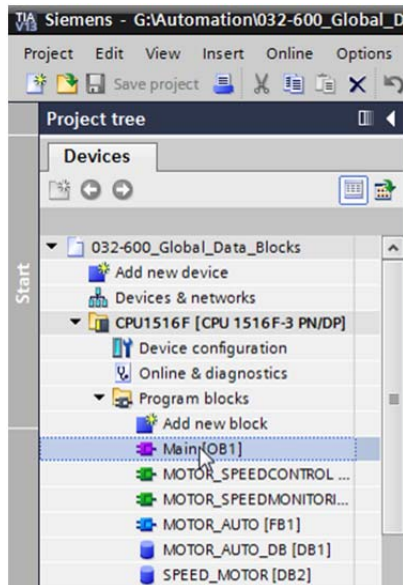 TIA V13 Siemens - G:\Automation\032-600_Global_D
Project Edit View Insert Online Options
Save project
Project tree
Devices
Start
032-600_Global_Data_Blocks
Add new device
Devices & networks
CPU1516F [CPU 1516F-3 PN/DP]
Device configuration
Online & diagnostics
Program blocks
Add new block
Main [OB1]
MOTOR_SPEEDCONTROL ...
MOTOR_SPEEDMONITORI...
MOTOR_AUTO [FB1]
MOTOR_AUTO_DB [DB1]
SPEED_MOTOR [DB2]